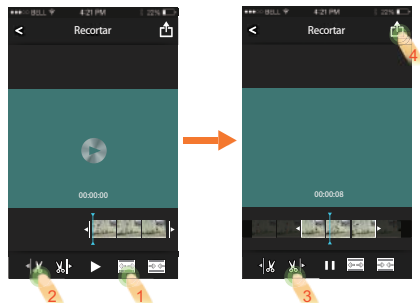 BELL 4:21 PM 22%
< Recortar
00:00:00
2 1
BELL 4:21 PM 22%
< Recortar
4
00:00:08
3